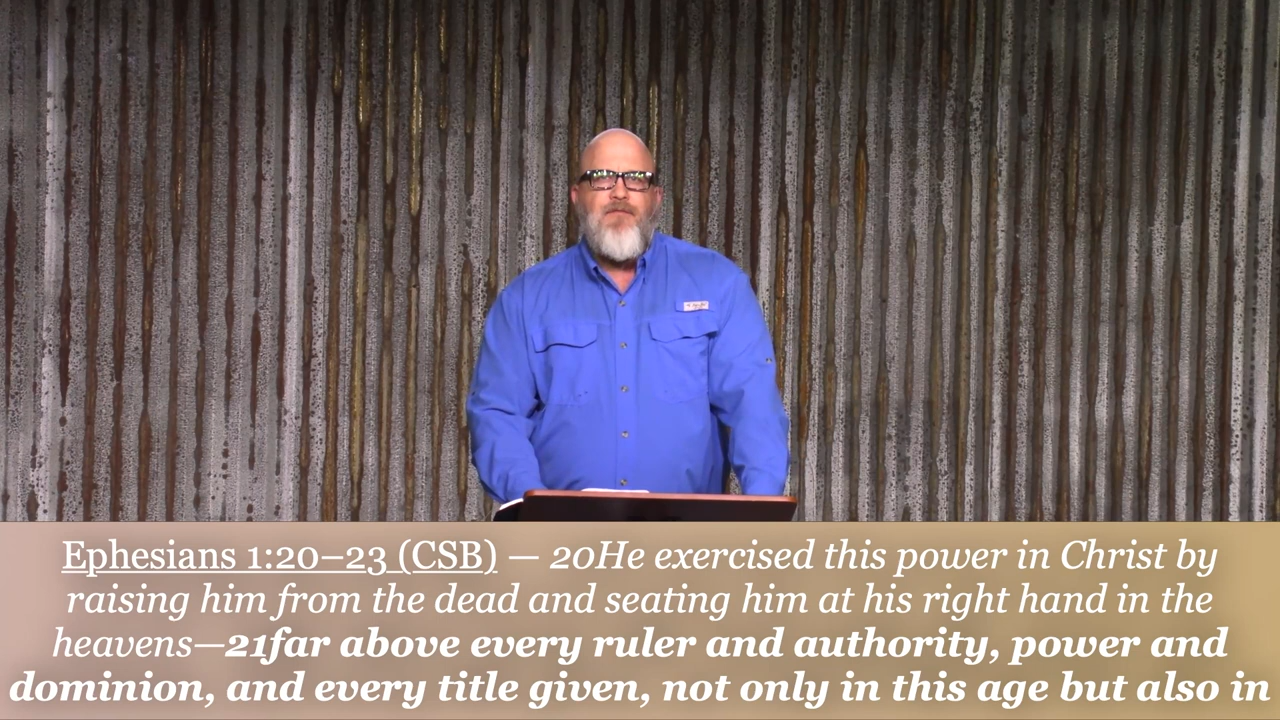 Ephesians 1:20–23 (CSB) — 20He exercised this power in Christ by
raising him from the dead and seating him at his right hand in the
heavens—21far above every ruler and authority, power and
dominion, and every title given, not only in this age but also in